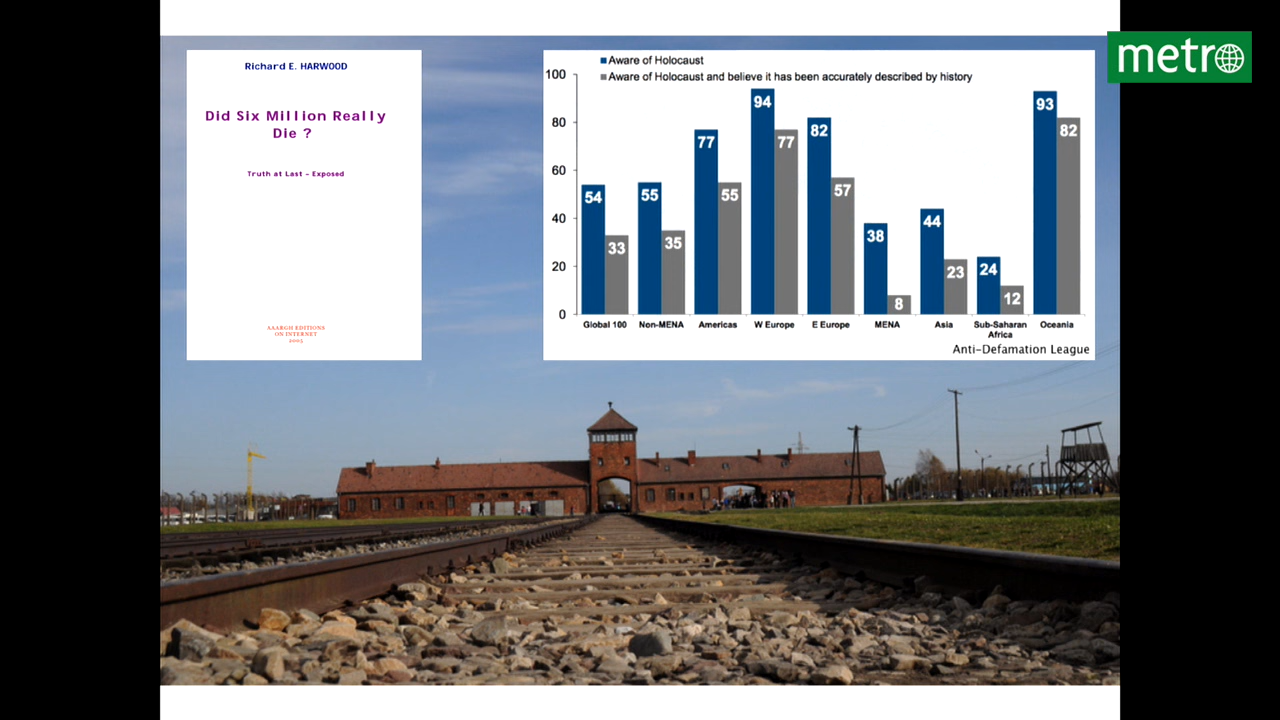 metro
Richard E. HARWOOD
Did Six Million Really
Die ?
Truth at Last – Exposed
AAARGH EDITIONS
ON INTERNET
2005
Aware of Holocaust
Aware of Holocaust and believe it has been accurately described by history
100
80
60
40
20
0
54
33
55
35
77
55
94
77
82
57
38
8
44
23
24
12
93
82
Global 100
Non-MENA
Americas
W Europe
E Europe
MENA
Asia
Sub-Saharan
Africa
Oceania
Anti-Defamation League